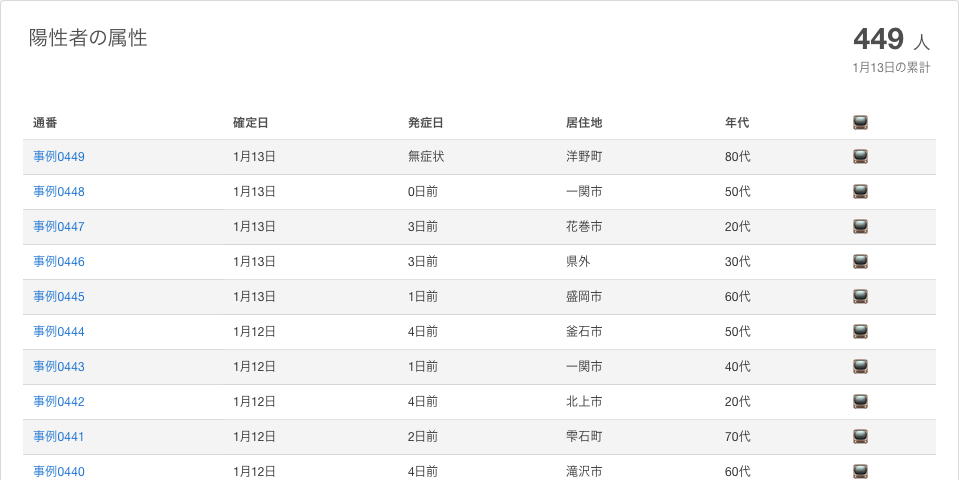 陽性者の属性
449 人
1月13日の累計
通番 確定日 発症日 居住地 年代
事例0449 1月13日 無症状 洋野町 80代
事例0448 1月13日 0日前 一関市 50代
事例0447 1月13日 3日前 花巻市 20代
事例0446 1月13日 3日前 県外 30代
事例0445 1月13日 1日前 盛岡市 60代
事例0444 1月12日 4日前 釜石市 50代
事例0443 1月12日 1日前 一関市 40代
事例0442 1月12日 4日前 北上市 20代
事例0441 1月12日 2日前 雫石町 70代
事例0440 1月12日 4日前 滝沢市 60代